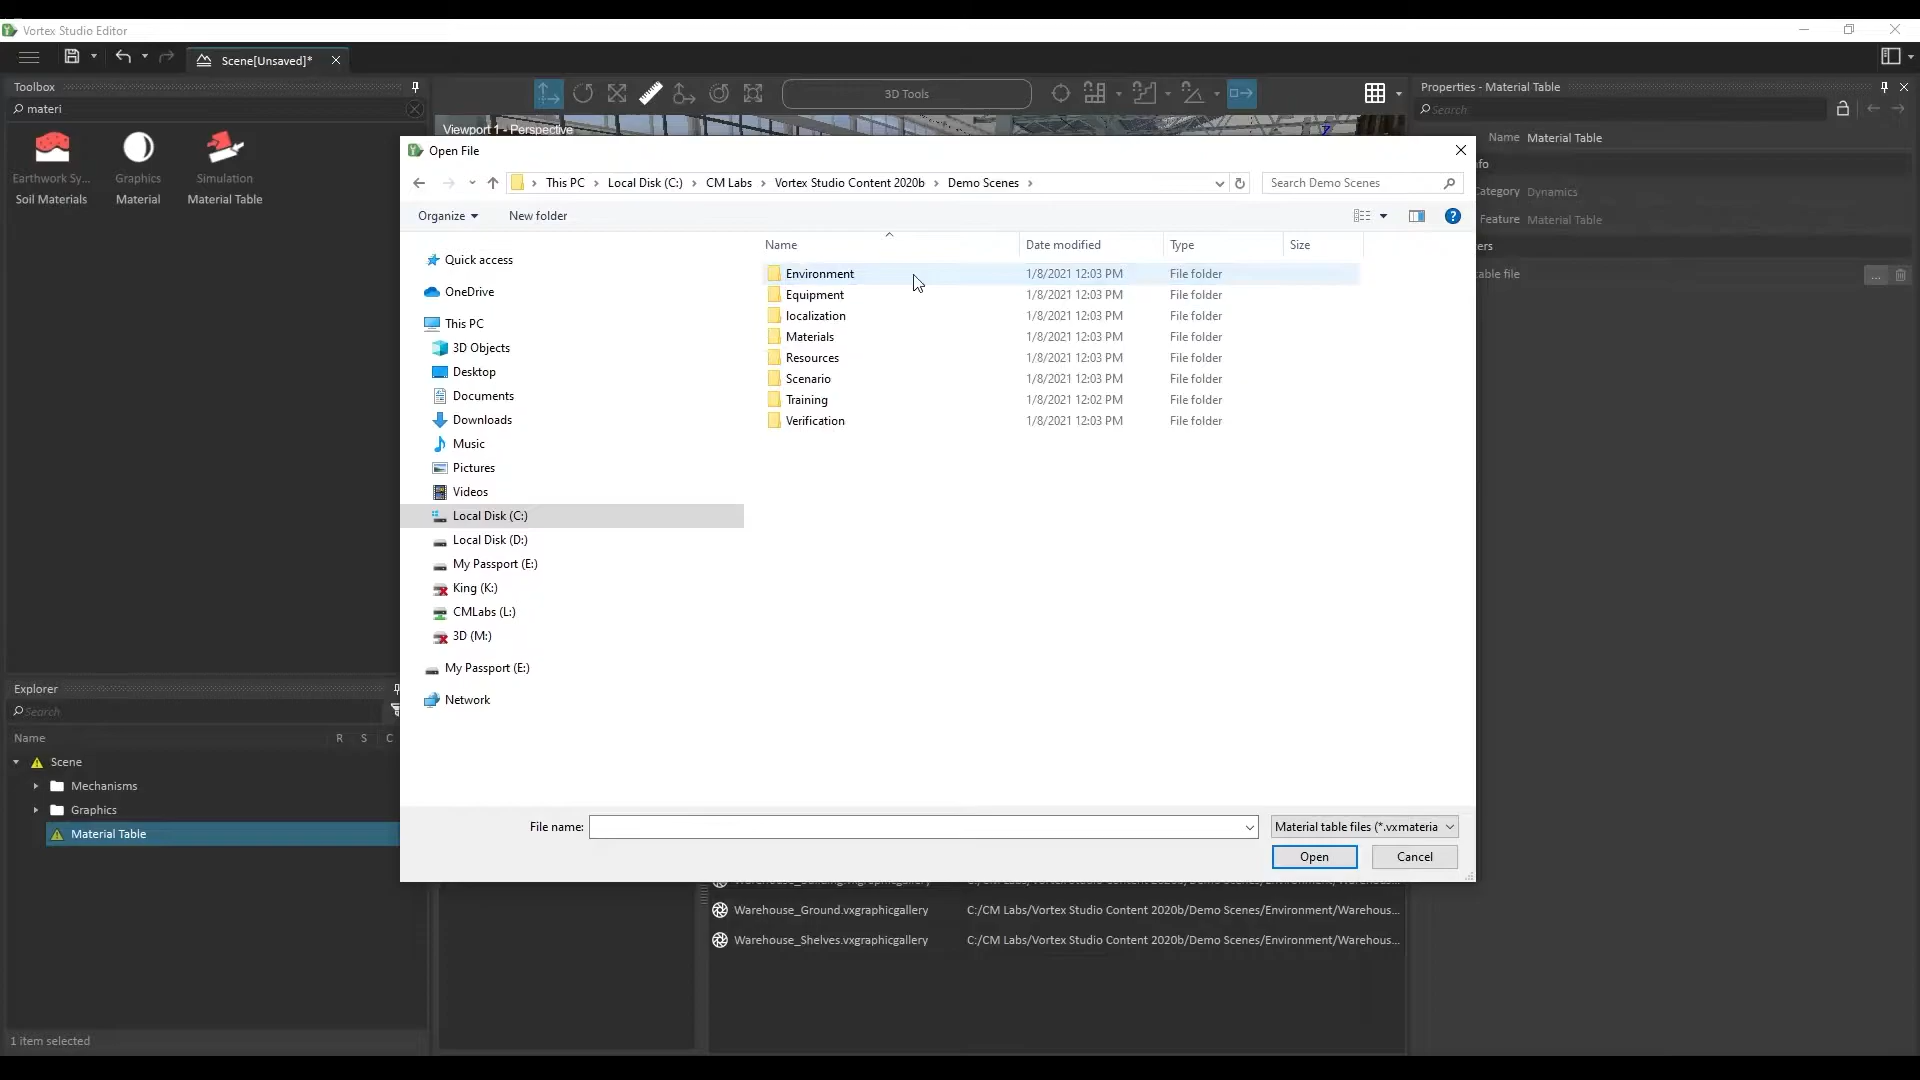 Vortex Studio Editor
Scene[Unsaved]*
Toolbox
materi
Earthwork Sy...
Soil Materials
Graphics
Material
Simulation
Material Table
3D Tools
Viewport 1 - Perspective
Properties - Material Table
Search
Name Material Table
nfo
Category Dynamics
Feature Material Table
ers
table file
...
Open File
This PC > Local Disk (C:) > CM Labs > Vortex Studio Content 2020b > Demo Scenes >
Search Demo Scenes
Organize
New folder
Name Date modified Type Size
Environment 1/8/2021 12:03 PM File folder
Equipment 1/8/2021 12:03 PM File folder
localization 1/8/2021 12:03 PM File folder
Materials 1/8/2021 12:03 PM File folder
Resources 1/8/2021 12:03 PM File folder
Scenario 1/8/2021 12:03 PM File folder
Training 1/8/2021 12:02 PM File folder
Verification 1/8/2021 12:03 PM File folder
Quick access
OneDrive
This PC
3D Objects
Desktop
Documents
Downloads
Music
Pictures
Videos
Local Disk (C:)
Local Disk (D:)
My Passport (E:)
King (K:)
CMLabs (L:)
3D (M:)
My Passport (E:)
Network
File name:
Material table files (*.vxmateria
Open
Cancel
Explorer
Search
Name R S C
Scene
Mechanisms
Graphics
Material Table
1 item selected
Warehouse_Ground.vxgraphicgallery C:/CM Labs/Vortex Studio Content 2020b/Demo Scenes/Environment/Warehous...
Warehouse_Shelves.vxgraphicgallery C:/CM Labs/Vortex Studio Content 2020b/Demo Scenes/Environment/Warehous...